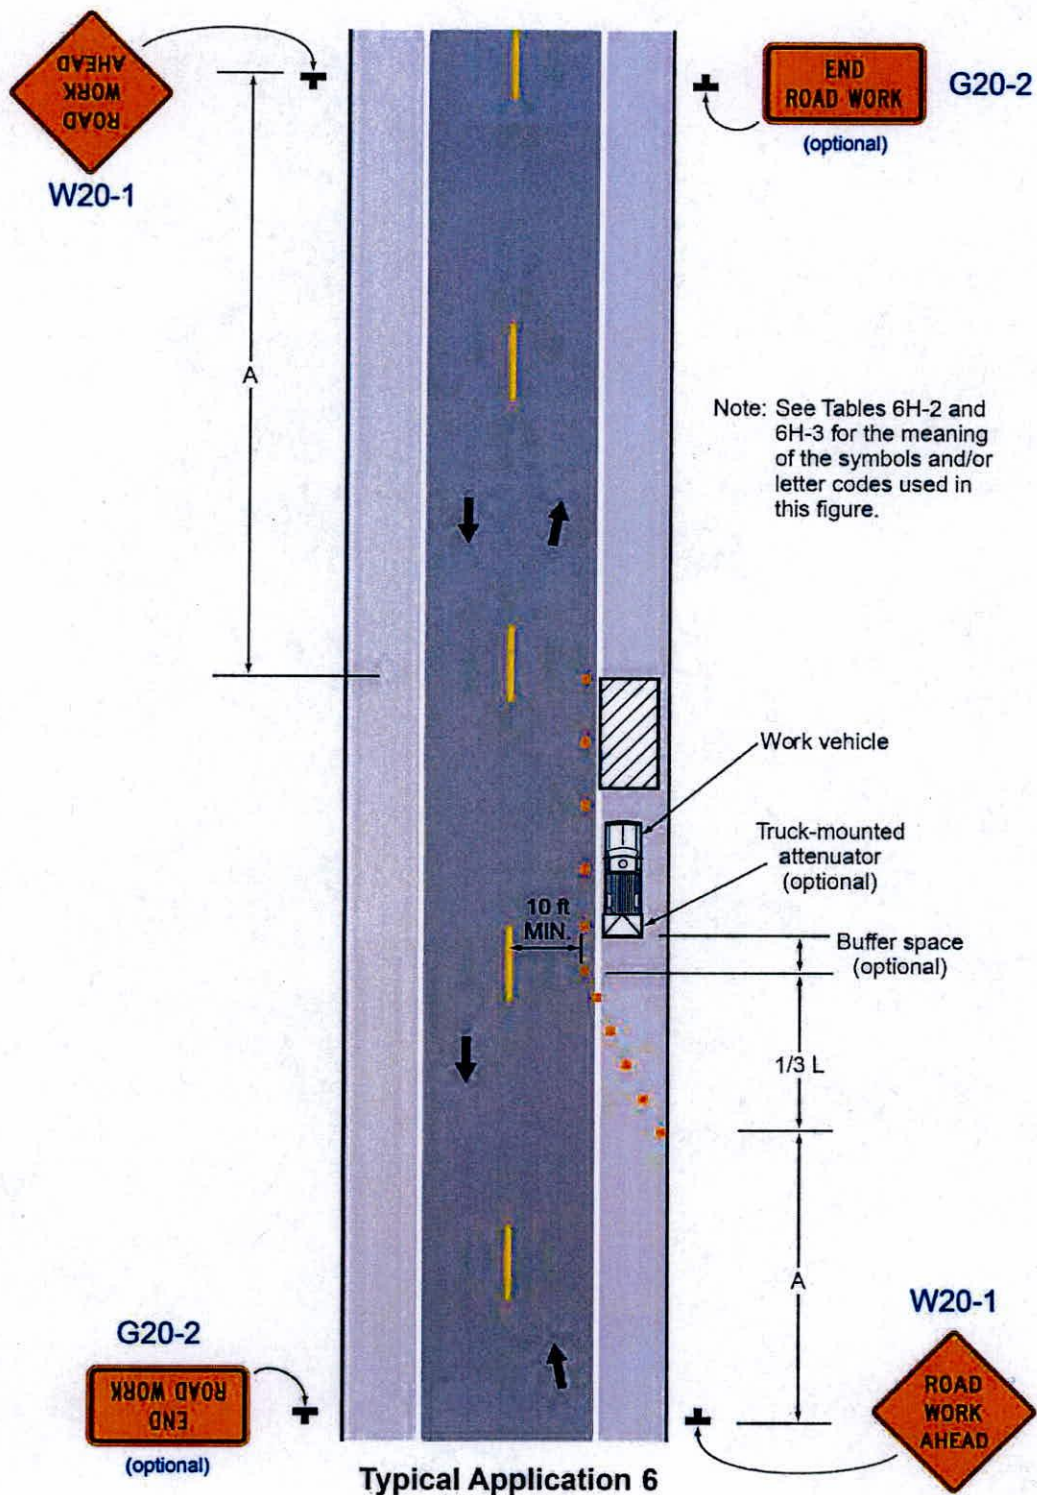 ROAD
WORK
AHEAD
W20-1
END
ROAD WORK
G20-2
(optional)
A
Note: See Tables 6H-2 and
6H-3 for the meaning
of the symbols and/or
letter codes used in
this figure.
Work vehicle
Truck-mounted
attenuator
(optional)
10 ft
MIN.
Buffer space
(optional)
1/3 L
A
G20-2
END
ROAD WORK
(optional)
W20-1
ROAD
WORK
AHEAD
Typical Application 6